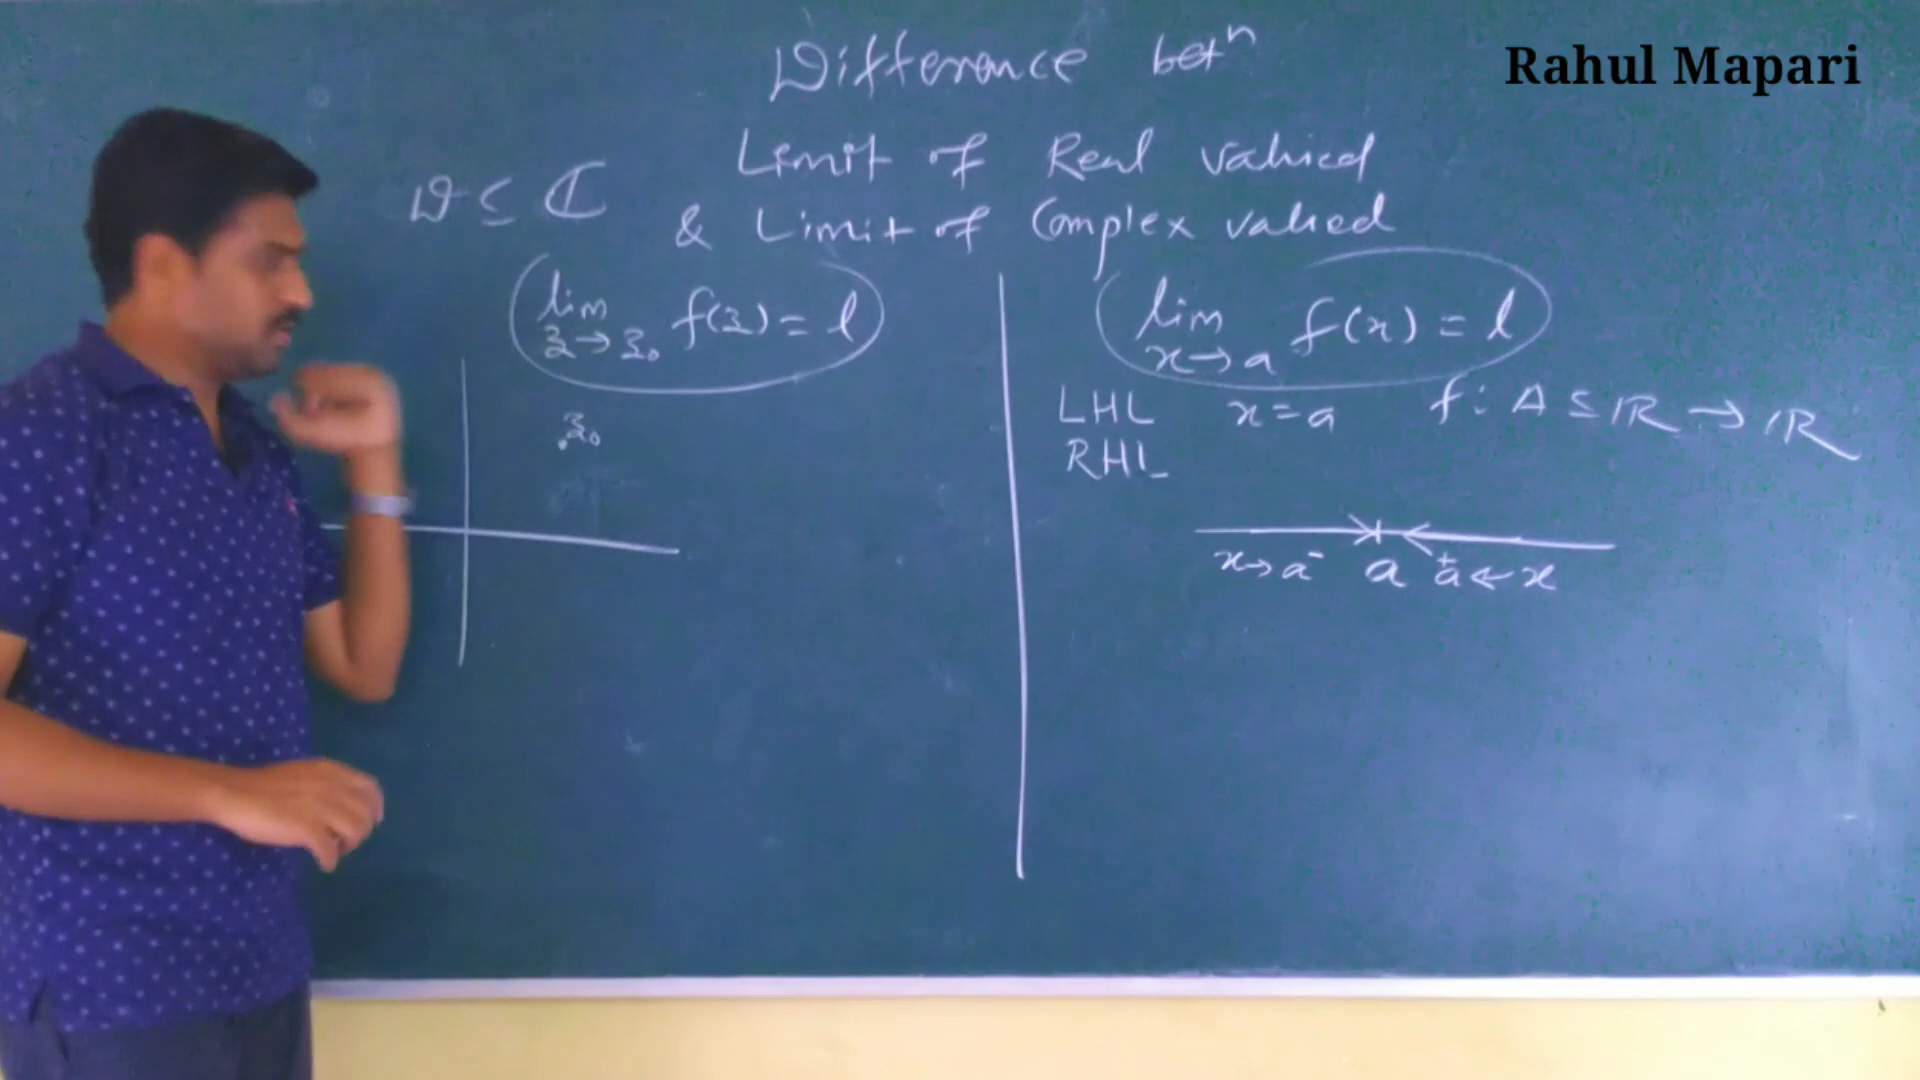 Rahul Mapari
Difference betⁿ
Limit of Real valued
& Limit of Complex valued
D ⊆ ℂ
lim z→z₀ f(z) = l
z₀
lim x→a f(x) = l
LHL x=a f: A ⊆ ℝ → ℝ
RHL
x→a⁻ a a⁺←x